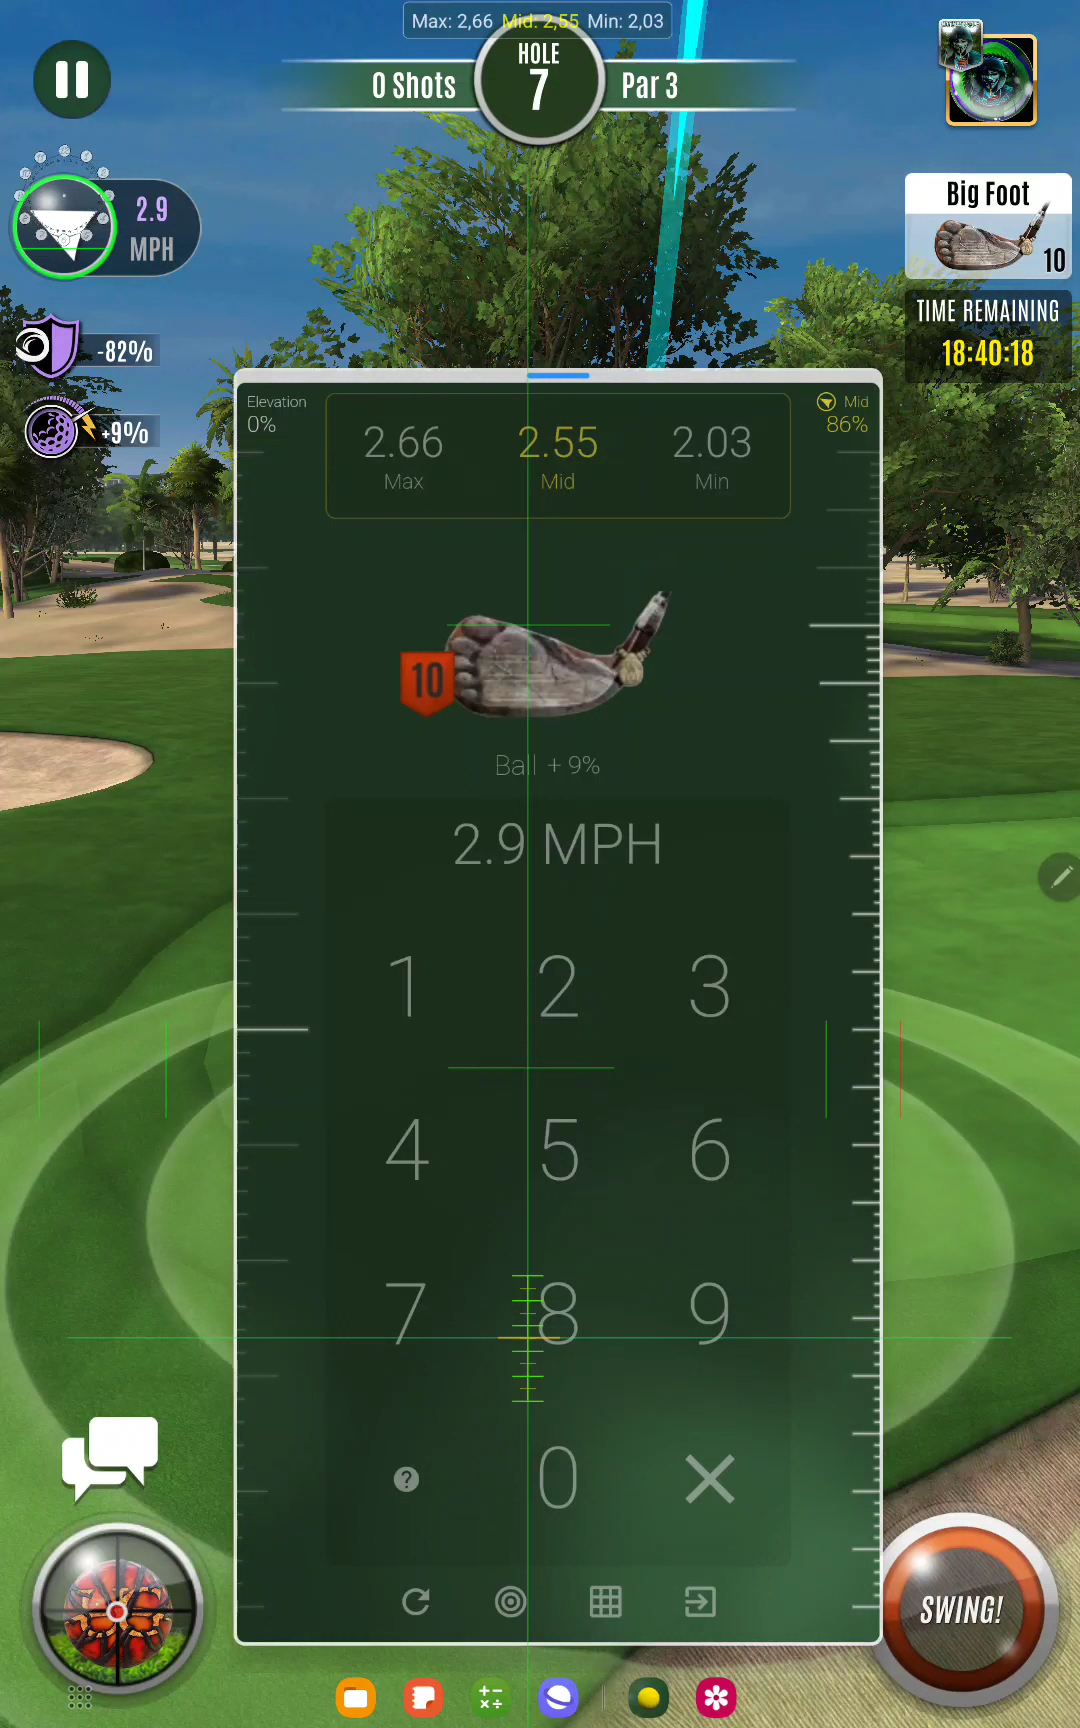 Max: 2,66 Mid: 2,55 Min: 2,03
HOLE
7
0 Shots
Par 3
2.9
MPH
Big Foot
10
TIME REMAINING
18:40:18
-82%
+9%
Elevation
0%
Mid
86%
2.66
2.55
2.03
Max
Mid
Min
10
Ball + 9%
2.9 MPH
1 2 3
4 5 6
7 8 9
? 0 X
SWING!